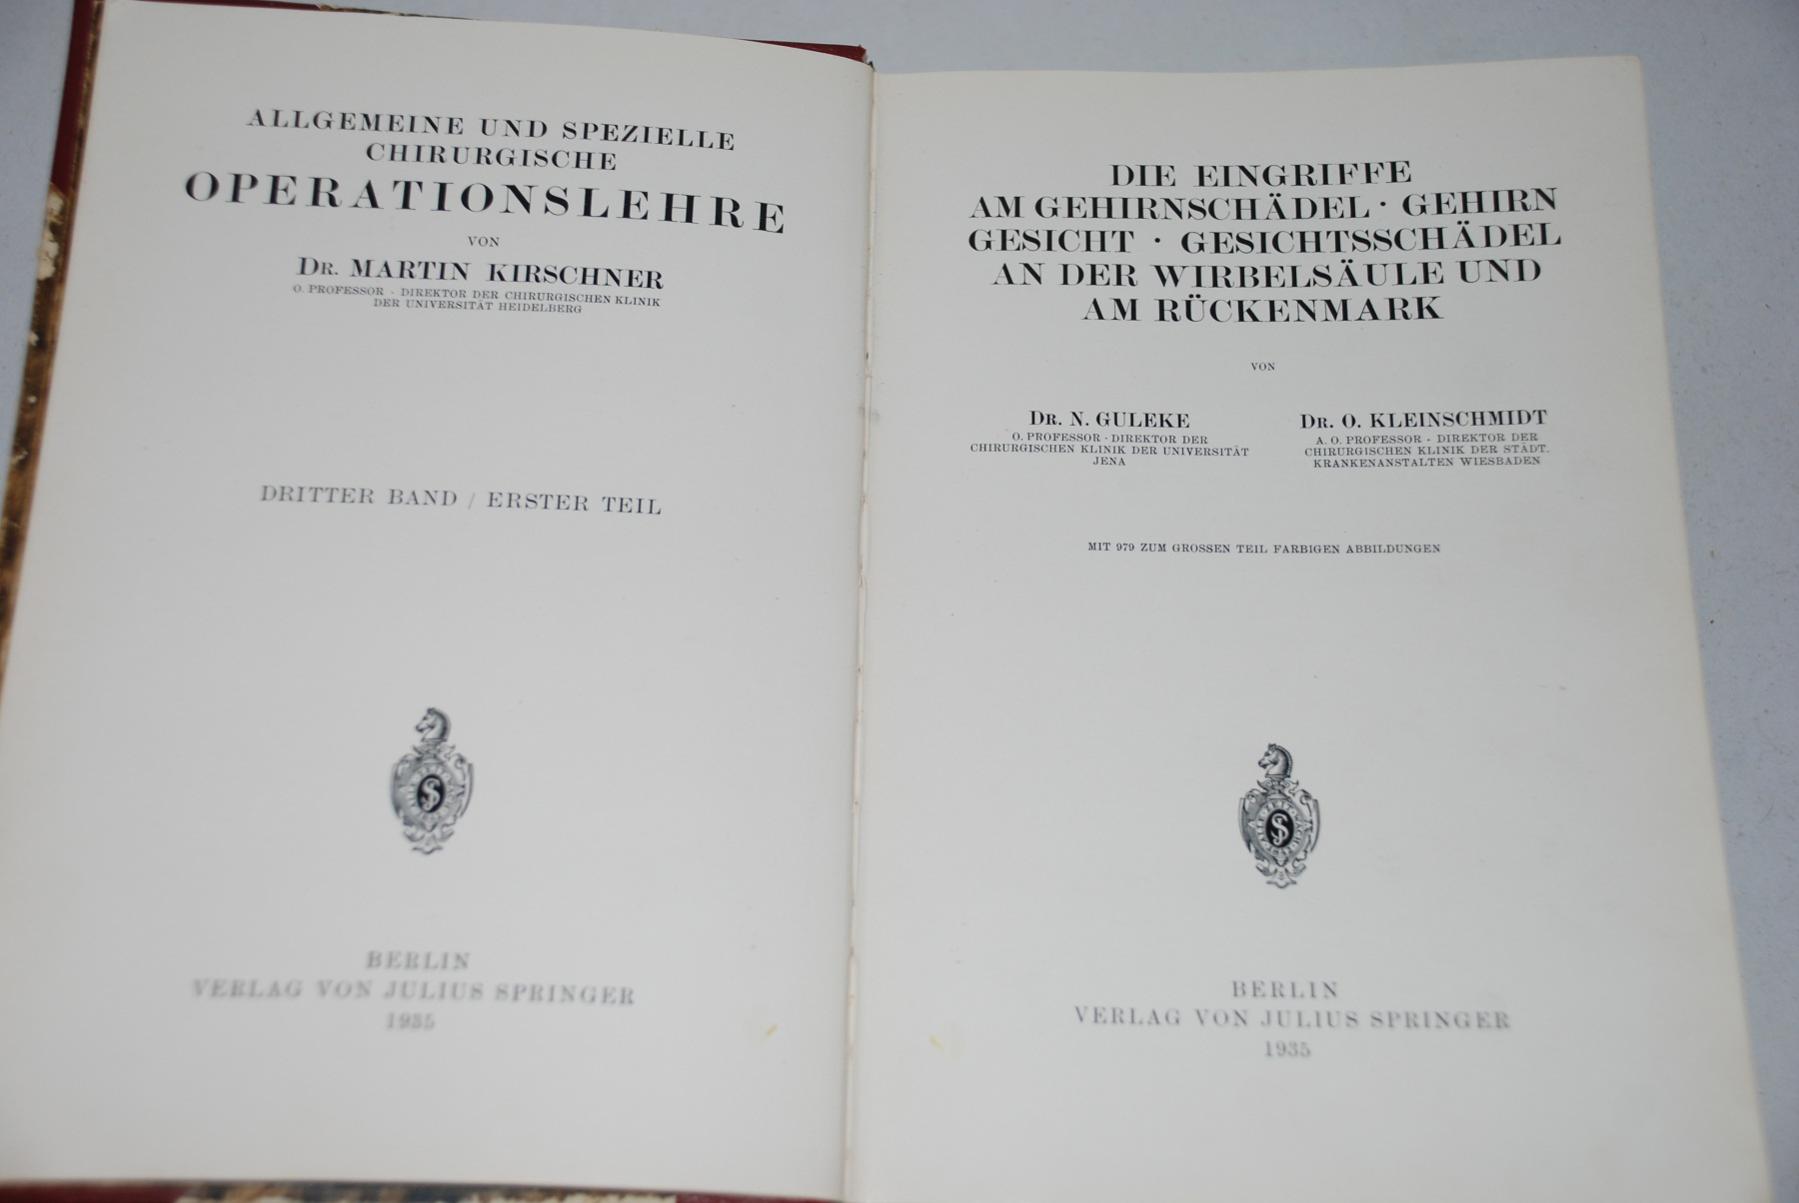 ALLGEMEINE UND SPEZIELLE
CHIRURGISCHE
OPERATIONSLEHRE
VON
DR. MARTIN KIRSCHNER
O. PROFESSOR · DIREKTOR DER CHIRURGISCHEN KLINIK
DER UNIVERSITÄT HEIDELBERG
DRITTER BAND / ERSTER TEIL
BERLIN
VERLAG VON JULIUS SPRINGER
1935
DIE EINGRIFFE
AM GEHIRNSCHÄDEL · GEHIRN
GESICHT · GESICHTSSCHÄDEL
AN DER WIRBELSÄULE UND
AM RÜCKENMARK
VON
DR. N. GULEKE
O. PROFESSOR · DIREKTOR DER
CHIRURGISCHEN KLINIK DER UNIVERSITÄT
JENA
DR. O. KLEINSCHMIDT
A. O. PROFESSOR · DIREKTOR DER
CHIRURGISCHEN KLINIK DER STÄDT.
KRANKENANSTALTEN WIESBADEN
MIT 979 ZUM GROSSEN TEIL FARBIGEN ABBILDUNGEN
BERLIN
VERLAG VON JULIUS SPRINGER
1935